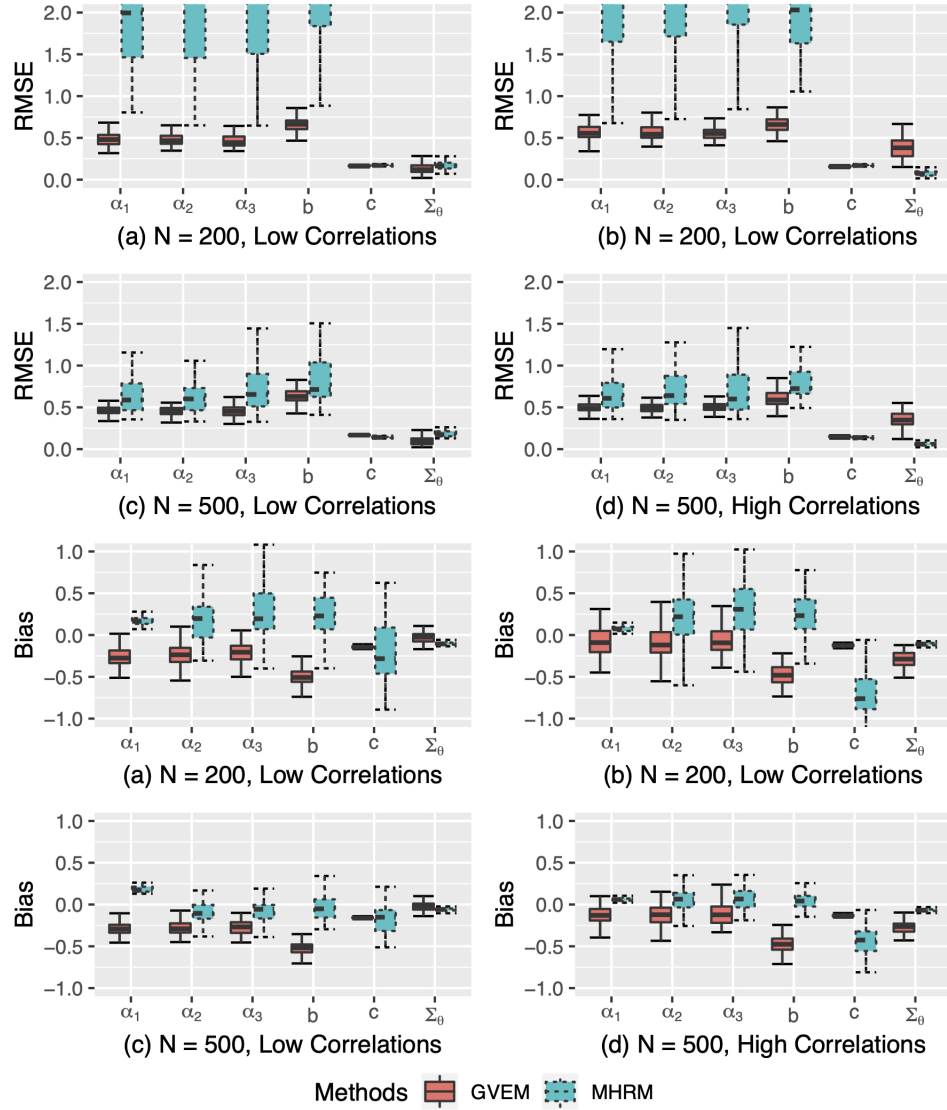 2.0
1.5
1.0
0.5
0.0
RMSE
α1 α2 α3 b c Σθ
(a) N = 200, Low Correlations
2.0
1.5
1.0
0.5
0.0
RMSE
α1 α2 α3 b c Σθ
(b) N = 200, Low Correlations
2.0
1.5
1.0
0.5
0.0
RMSE
α1 α2 α3 b c Σθ
(c) N = 500, Low Correlations
2.0
1.5
1.0
0.5
0.0
RMSE
α1 α2 α3 b c Σθ
(d) N = 500, High Correlations
1.0
0.5
0.0
−0.5
−1.0
Bias
α1 α2 α3 b c Σθ
(a) N = 200, Low Correlations
1.0
0.5
0.0
−0.5
−1.0
Bias
α1 α2 α3 b c Σθ
(b) N = 200, Low Correlations
1.0
0.5
0.0
−0.5
−1.0
Bias
α1 α2 α3 b c Σθ
(c) N = 500, Low Correlations
1.0
0.5
0.0
−0.5
−1.0
Bias
α1 α2 α3 b c Σθ
(d) N = 500, High Correlations
Methods GVEM MHRM